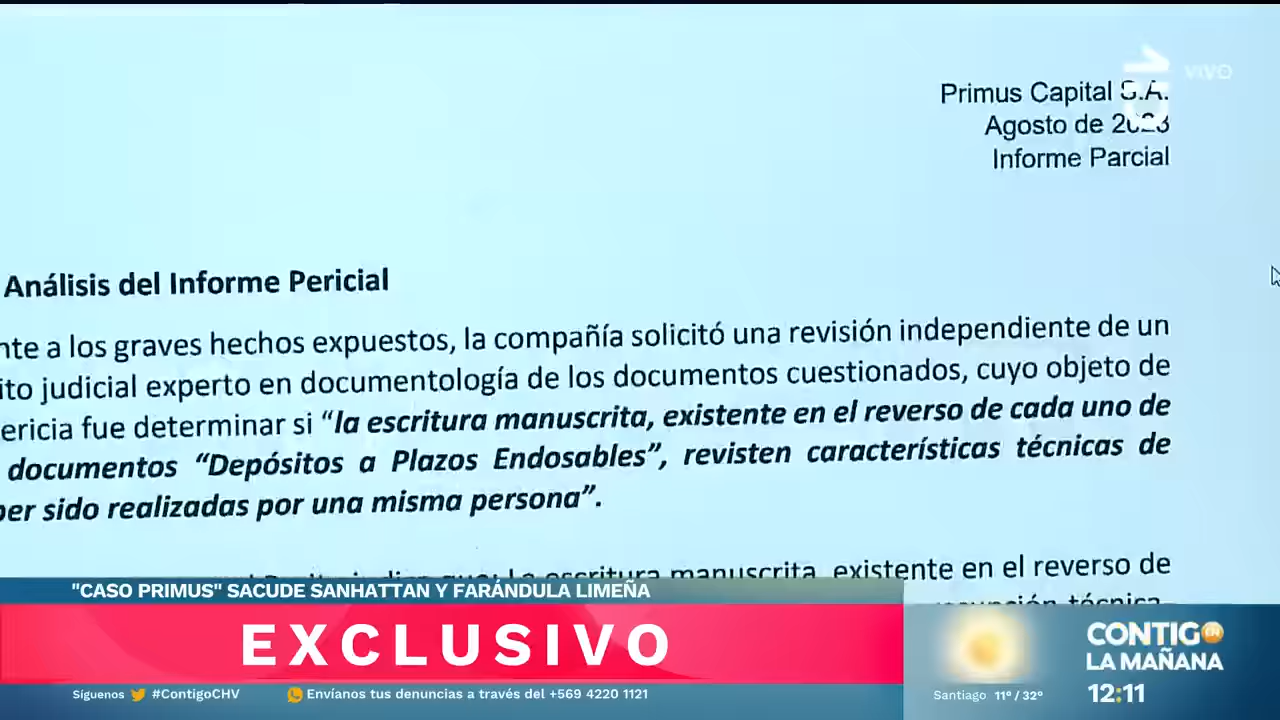 VIVO
Primus Capital S.A.
Agosto de 2023
Informe Parcial
Análisis del Informe Pericial
nte a los graves hechos expuestos, la compañía solicitó una revisión independiente de un
ito judicial experto en documentología de los documentos cuestionados, cuyo objeto de
ericia fue determinar si “la escritura manuscrita, existente en el reverso de cada uno de
documentos “Depósitos a Plazos Endosables”, revisten características técnicas de
ber sido realizadas por una misma persona”.
escritura manuscrita, existente en el reverso de
"CASO PRIMUS" SACUDE SANHATTAN Y FARÁNDULA LIMEÑA
EXCLUSIVO
CONTIGO EN
LA MAÑANA
Síguenos #ContigoCHV Envíanos tus denuncias a través del +569 4220 1121
Santiago 11° / 32° 12:11